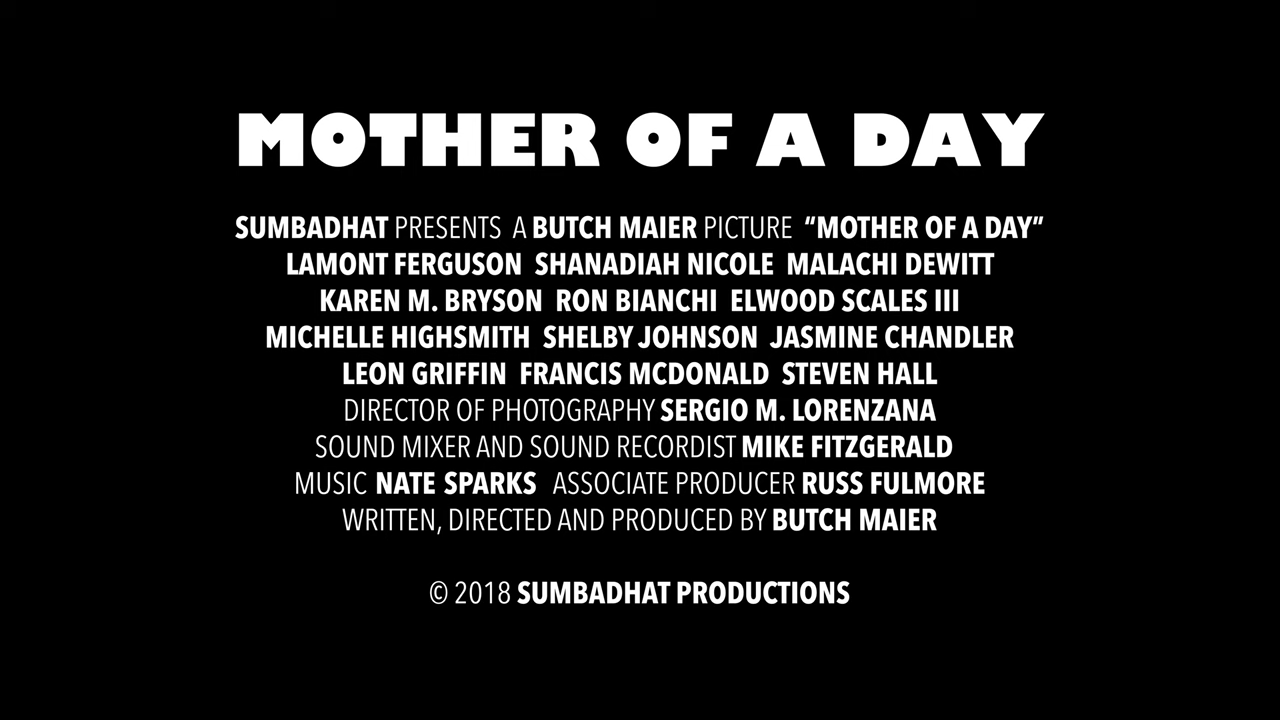 MOTHER OF A DAY
SUMBADHAT PRESENTS A BUTCH MAIER PICTURE “MOTHER OF A DAY”
LAMONT FERGUSON SHANADIAH NICOLE MALACHI DEWITT
KAREN M. BRYSON RON BIANCHI ELWOOD SCALES III
MICHELLE HIGHSMITH SHELBY JOHNSON JASMINE CHANDLER
LEON GRIFFIN FRANCIS MCDONALD STEVEN HALL
DIRECTOR OF PHOTOGRAPHY SERGIO M. LORENZANA
SOUND MIXER AND SOUND RECORDIST MIKE FITZGERALD
MUSIC NATE SPARKS ASSOCIATE PRODUCER RUSS FULMORE
WRITTEN, DIRECTED AND PRODUCED BY BUTCH MAIER
© 2018 SUMBADHAT PRODUCTIONS